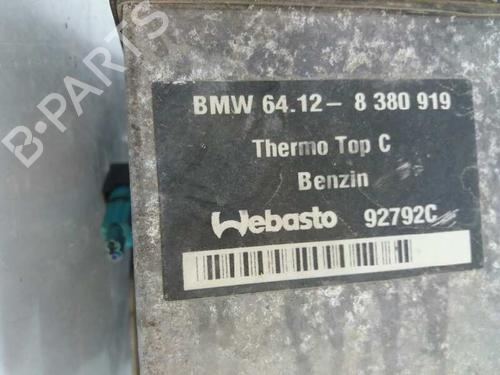 B-PARTS
BMW 64.12- 8 380 919
Thermo Top C
Benzin
Webasto 92792C